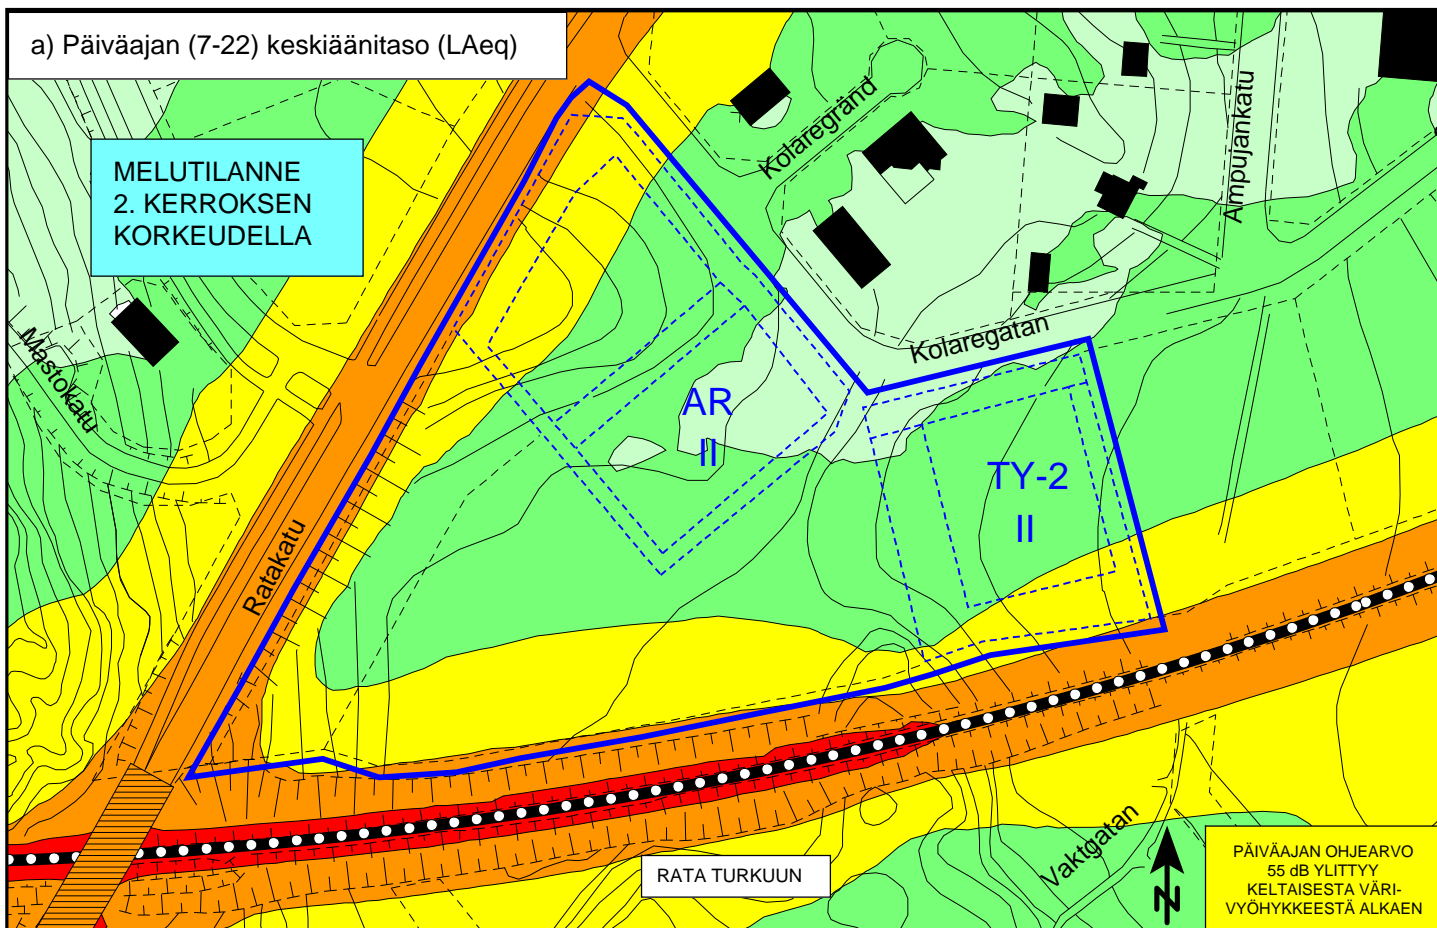 a) Päiväajan (7-22) keskiäänitaso (LAeq)
MELUTILANNE
2. KERROKSEN
KORKEUDELLA
Kolaregränd
Ampujankatu
Mastokatu
Kolaregatan
AR
II
TY-2
II
Ratakatu
RATA TURKUUN
Vaktgatan
N
PÄIVÄAJAN OHJEARVO
55 dB YLITTYY
KELTAISESTA VÄRI-
VYÖHYKKEESTÄ ALKAEN